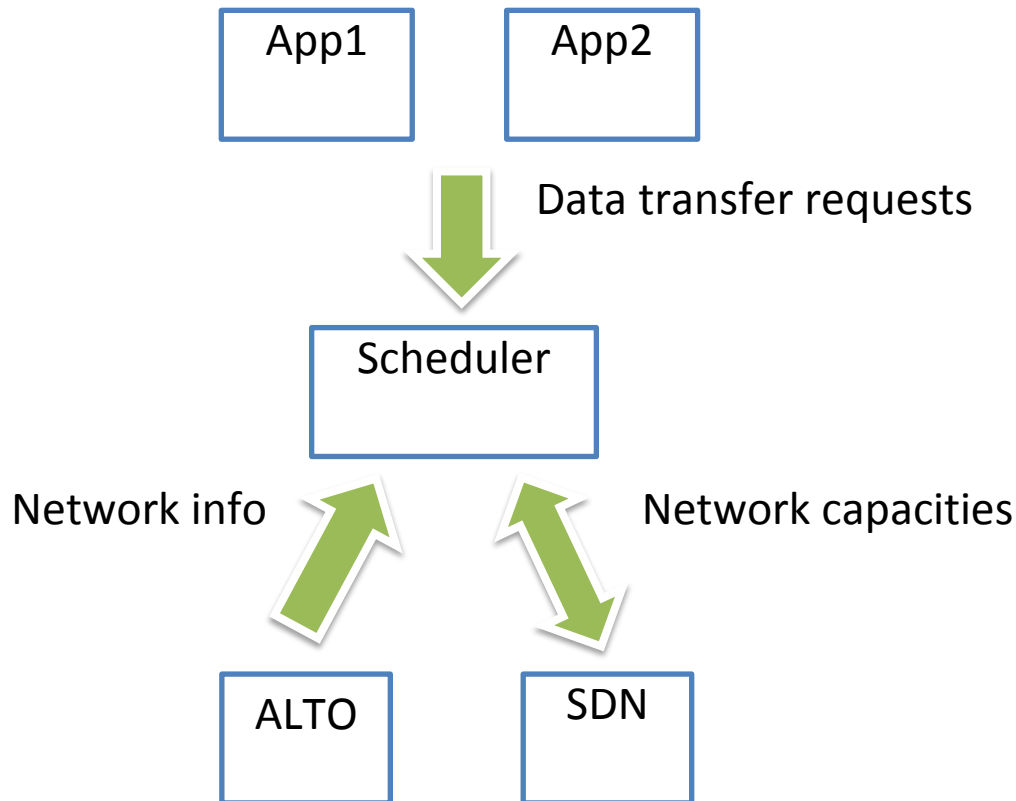 App1
App2
Data transfer requests
Scheduler
Network info
Network capacities
ALTO
SDN